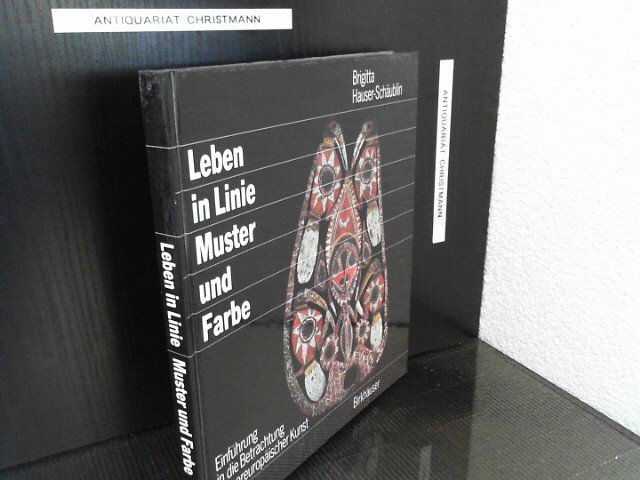 ANTIQUARIAT CHRISTMANN
Brigitta
Hauser-Schäublin
Leben
in Linie
Muster
und
Farbe
Einführung
in die Betrachtung
ereuropäischer Kunst
Birkhäuser
Leben in Linie Muster und Farbe
ANTIQUARIAT CHRISTMANN